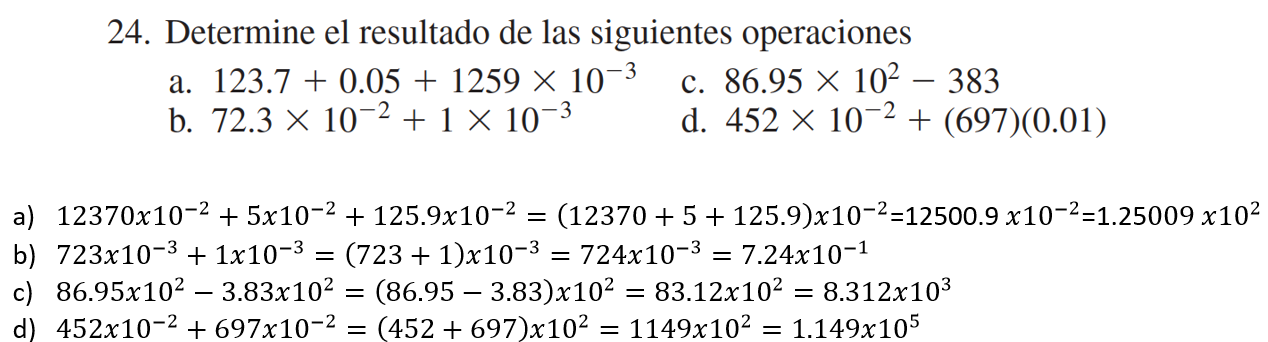 24. Determine el resultado de las siguientes operaciones
a. 123.7 + 0.05 + 1259 × 10⁻³ c. 86.95 × 10² − 383
b. 72.3 × 10⁻² + 1 × 10⁻³ d. 452 × 10⁻² + (697)(0.01)
a) 12370x10⁻² + 5x10⁻² + 125.9x10⁻² = (12370 + 5 + 125.9)x10⁻²=12500.9 x10⁻²=1.25009 x10²
b) 723x10⁻³ + 1x10⁻³ = (723 + 1)x10⁻³ = 724x10⁻³ = 7.24x10⁻¹
c) 86.95x10² − 3.83x10² = (86.95 − 3.83)x10² = 83.12x10² = 8.312x10³
d) 452x10⁻² + 697x10⁻² = (452 + 697)x10² = 1149x10² = 1.149x10⁵